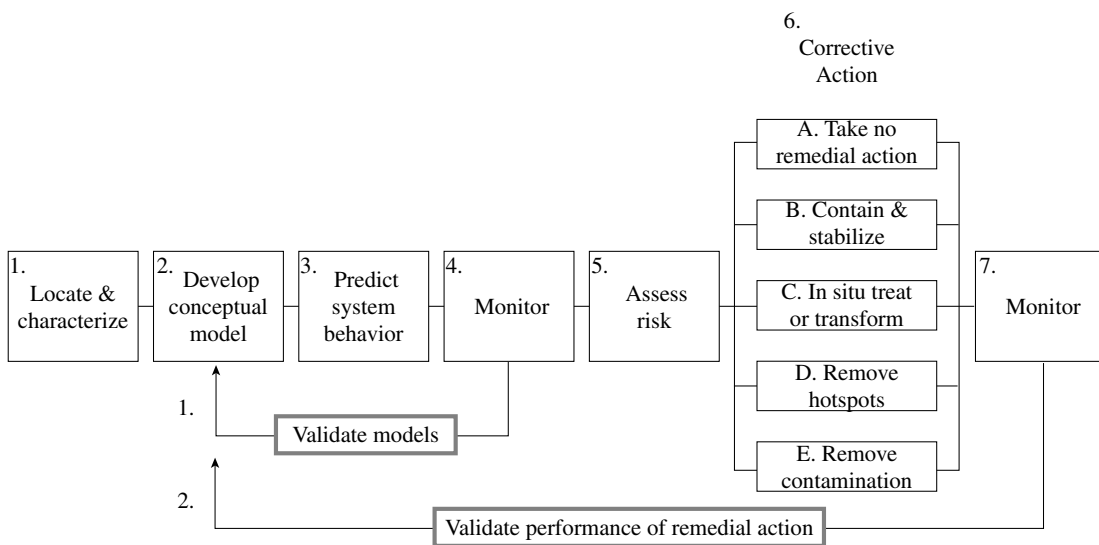 6.
Corrective
Action
A. Take no
remedial action
B. Contain &
stabilize
1.
Locate &
characterize
2.
Develop
conceptual
model
3.
Predict
system
behavior
4.
Monitor
5.
Assess
risk
C. In situ treat
or transform
7.
Monitor
D. Remove
hotspots
E. Remove
contamination
1.
Validate models
2.
Validate performance of remedial action